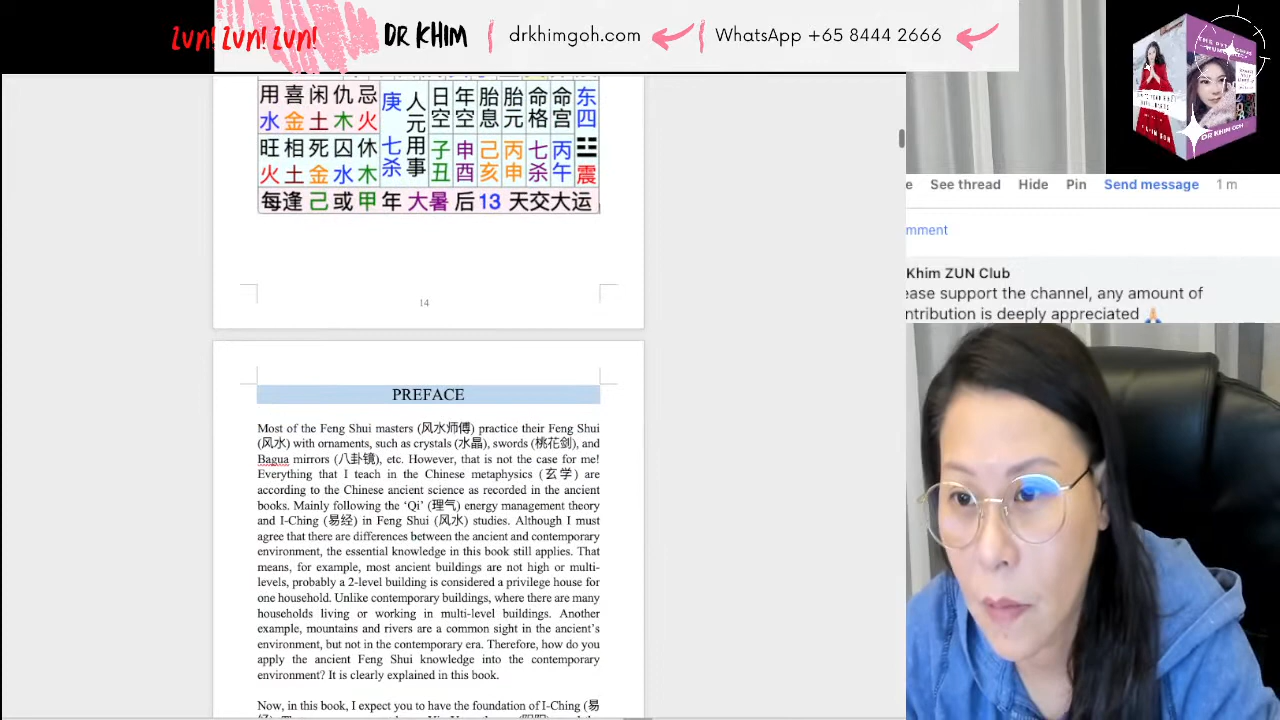 ZUN! ZUN! ZUN! DR KHIM drkhimgoh.com WhatsApp +65 8444 2666
DR KHIM GOH
用 喜 闲 仇 忌 庚 人 日 年 胎 胎 命 命 东
水 金 土 木 火 元 空 空 息 元 格 宫 四
旺 相 死 囚 休 七 用 子 申 己 丙 七 丙 ☳
火 土 金 水 木 杀 事 丑 酉 亥 申 杀 午 震
每逢 己 或 甲 年 大暑 后 13 天交大运
14
PREFACE
Most of the Feng Shui masters (风水师傅) practice their Feng Shui
(风水) with ornaments, such as crystals (水晶), swords (桃花剑), and
Bagua mirrors (八卦镜), etc. However, that is not the case for me!
Everything that I teach in the Chinese metaphysics (玄学) are
according to the Chinese ancient science as recorded in the ancient
books. Mainly following the ‘Qi’ (理气) energy management theory
and I-Ching (易经) in Feng Shui (风水) studies. Although I must
agree that there are differences between the ancient and contemporary
environment, the essential knowledge in this book still applies. That
means, for example, most ancient buildings are not high or multi-
levels, probably a 2-level building is considered a privilege house for
one household. Unlike contemporary buildings, where there are many
households living or working in multi-level buildings. Another
example, mountains and rivers are a common sight in the ancient's
environment, but not in the contemporary era. Therefore, how do you
apply the ancient Feng Shui knowledge into the contemporary
environment? It is clearly explained in this book.
Now, in this book, I expect you to have the foundation of I-Ching (易
e See thread Hide Pin Send message 1 m
mment
Khim ZUN Club
ease support the channel, any amount of
ntribution is deeply appreciated 🙏